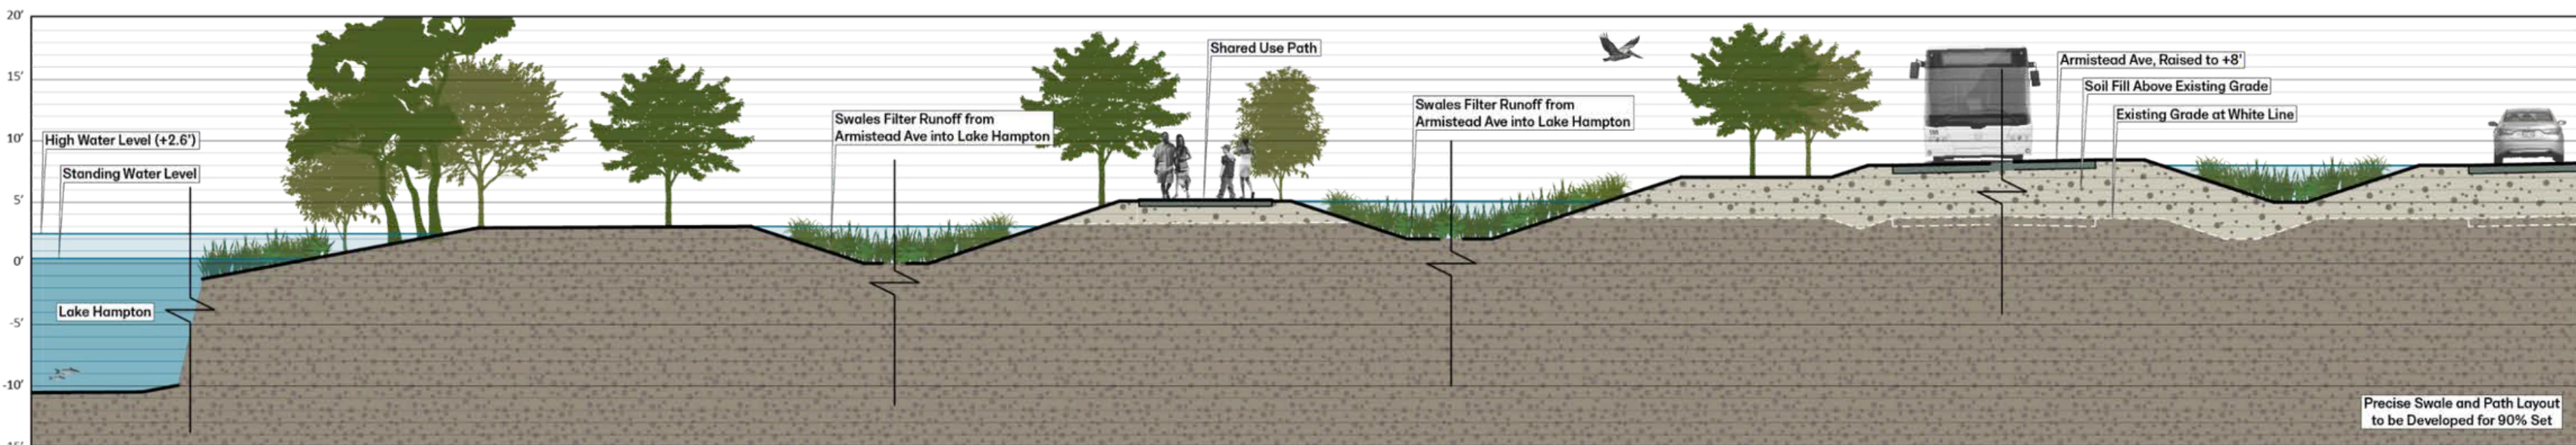 20'
15'
10'
5'
0'
-5'
-10'
High Water Level (+2.6')
Standing Water Level
Lake Hampton
Swales Filter Runoff from
Armistead Ave into Lake Hampton
Shared Use Path
Swales Filter Runoff from
Armistead Ave into Lake Hampton
Armistead Ave, Raised to +8'
Soil Fill Above Existing Grade
Existing Grade at White Line
Precise Swale and Path Layout
to be Developed for 90% Set